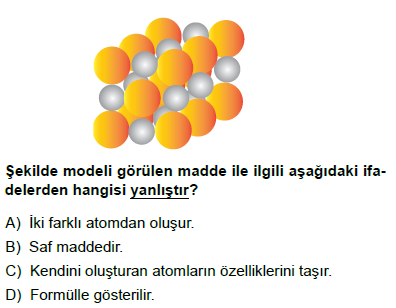 Şekilde modeli görülen madde ile ilgili aşağıdaki ifa-
delerden hangisi yanlıştır?
A) İki farklı atomdan oluşur.
B) Saf maddedir.
C) Kendini oluşturan atomların özelliklerini taşır.
D) Formülle gösterilir.